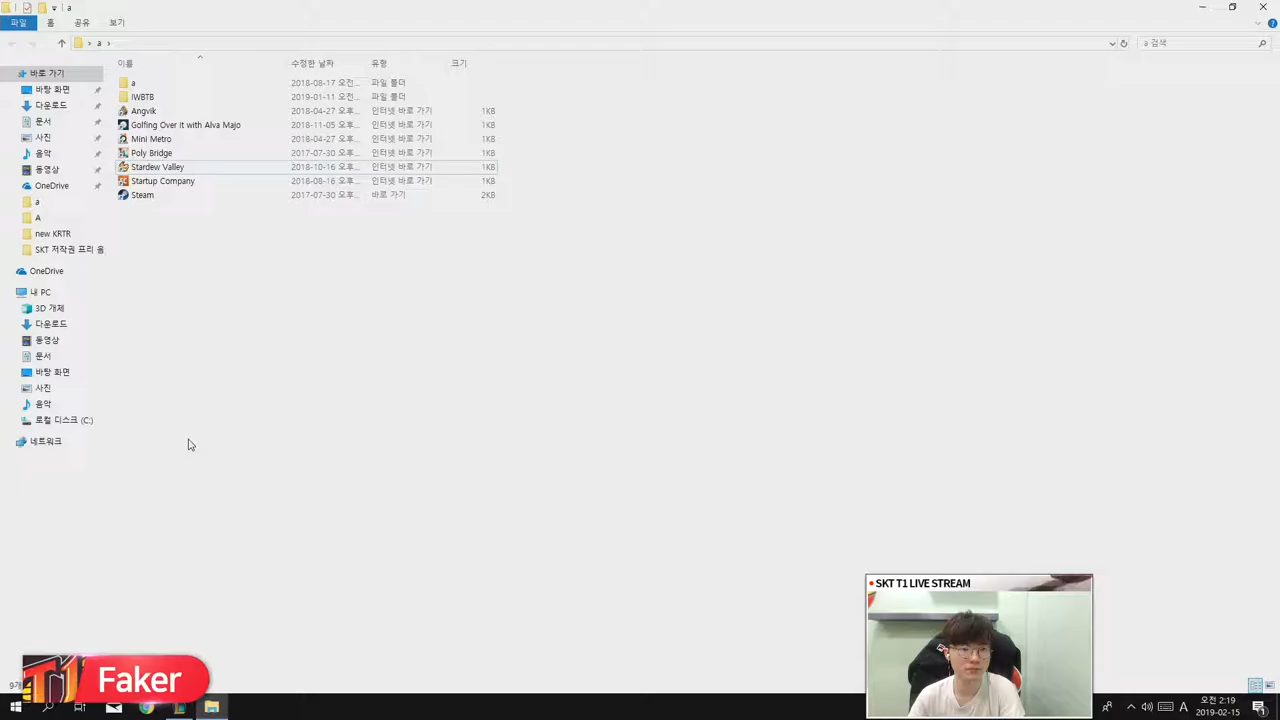 a
파일 홈 공유 보기
a a 검색
이름 수정한 날짜 유형 크기
a 2018-08-17 오전... 파일 폴더
IWBTB 2019-01-11 오전... 파일 폴더
Angvik 2018-04-27 오후... 인터넷 바로 가기 1KB
Golfing Over It with Alva Majo 2018-11-05 오후... 인터넷 바로 가기 1KB
Mini Metro 2018-04-27 오후... 인터넷 바로 가기 1KB
Poly Bridge 2017-07-30 오후... 인터넷 바로 가기 1KB
Stardew Valley 2018-10-16 오후... 인터넷 바로 가기 1KB
Startup Company 2018-08-16 오후... 인터넷 바로 가기 1KB
Steam 2017-07-30 오후... 바로 가기 2KB
바로 가기
바탕 화면
다운로드
문서
사진
음악
동영상
OneDrive
a
A
new KRTR
SKT 저작권 프리 음
OneDrive
내 PC
3D 개체
다운로드
동영상
문서
바탕 화면
사진
음악
로컬 디스크 (C:)
네트워크
SKT T1 LIVE STREAM
T1 Faker
A 오전 2:19
2019-02-15